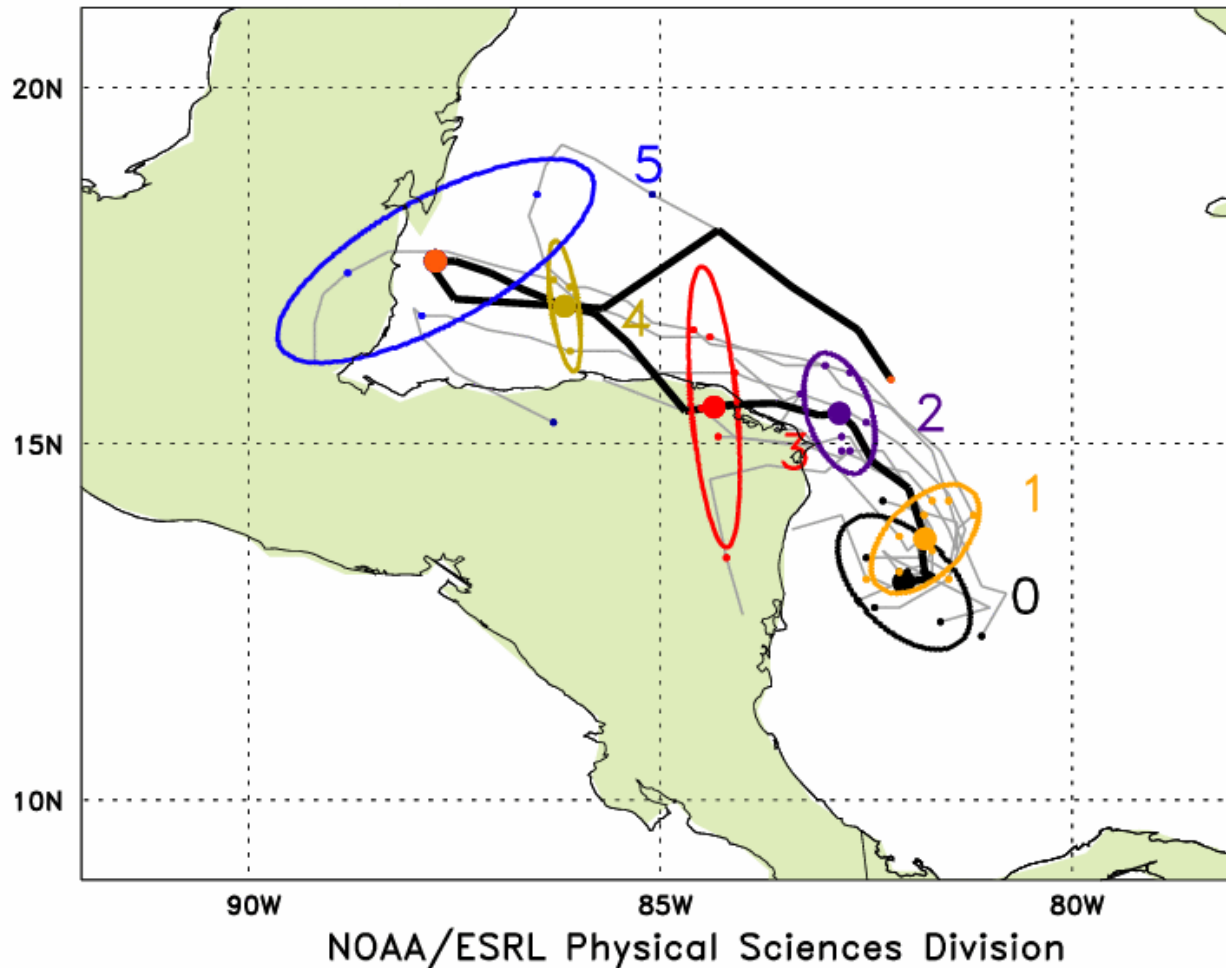 20N
5
4
2
15N
3
1
0
10N
90W
85W
80W
NOAA/ESRL Physical Sciences Division